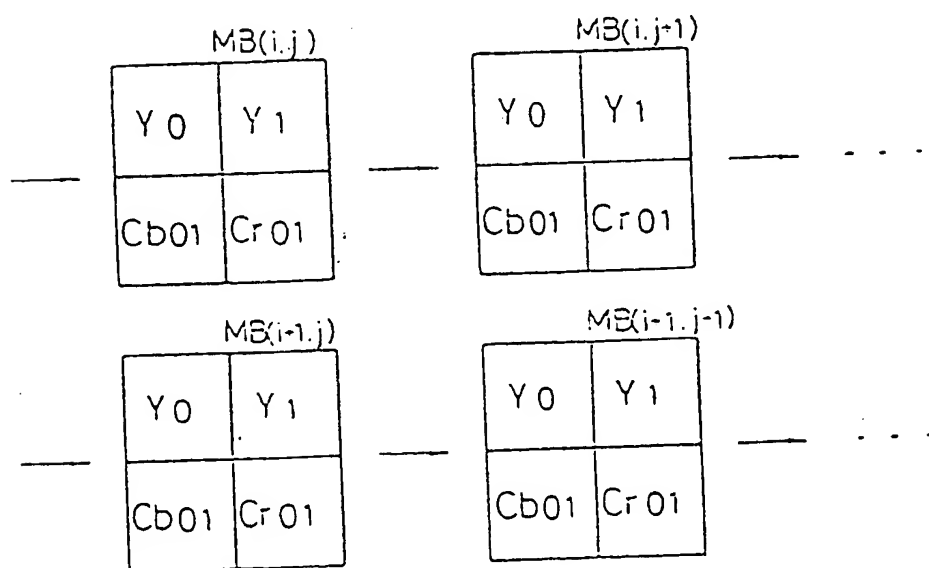 MB(i,j) MB(i,j+1)
Y0 Y1 Y0 Y1
Cb01 Cr01 Cb01 Cr01
MB(i+1,j) MB(i+1,j+1)
Y0 Y1 Y0 Y1
Cb01 Cr01 Cb01 Cr01